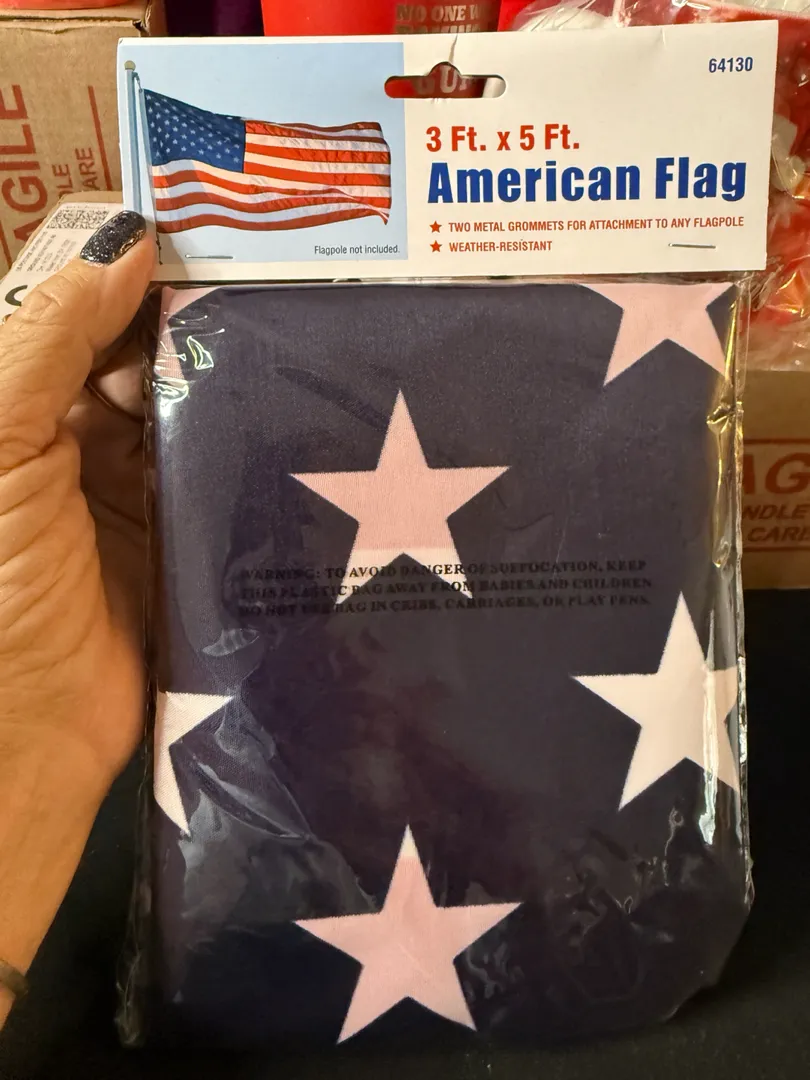 NO ONE
64130
3 Ft. x 5 Ft.
American Flag
★ TWO METAL GROMMETS FOR ATTACHMENT TO ANY FLAGPOLE
★ WEATHER-RESISTANT
Flagpole not included.
WARNING: TO AVOID DANGER OF SUFFOCATION, KEEP
THIS PLASTIC BAG AWAY FROM BABIES AND CHILDREN
DO NOT USE BAG IN CRIBS, CARRIAGES, OR PLAY PENS.